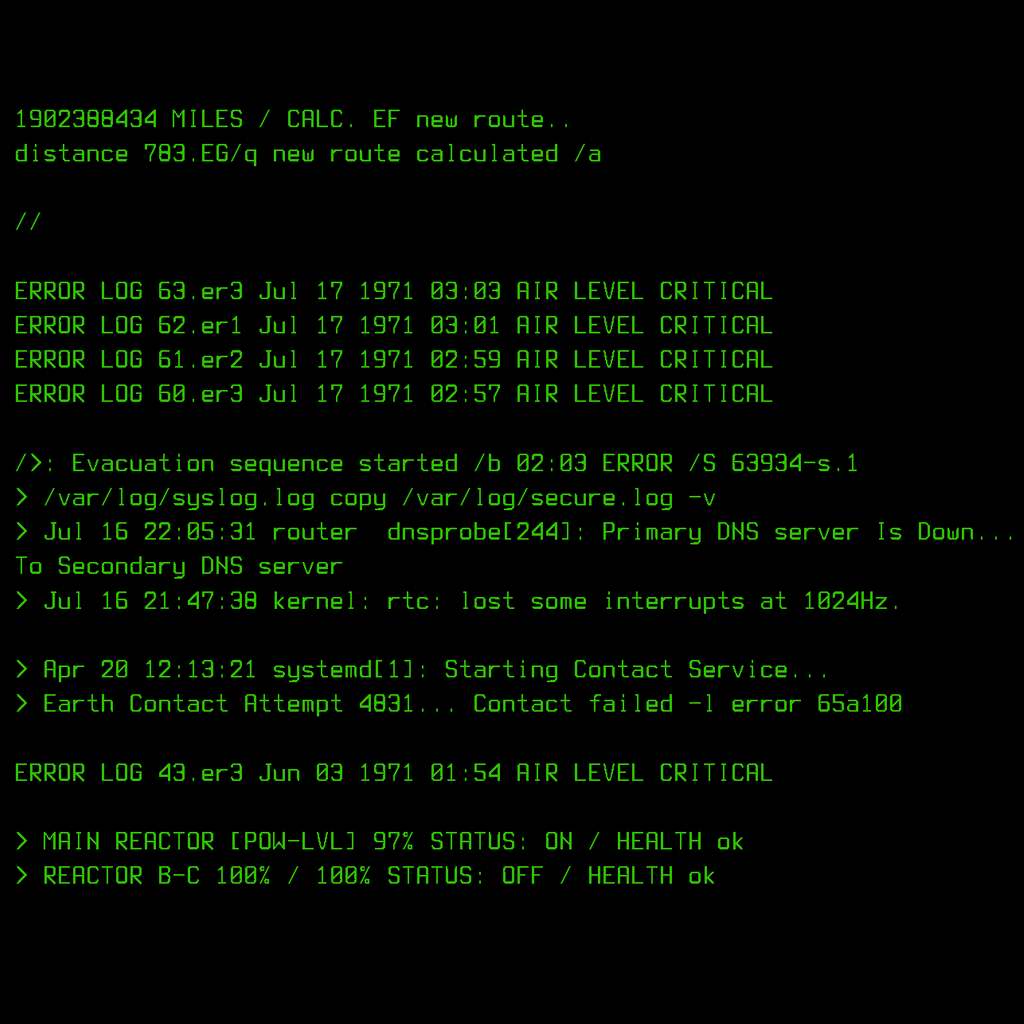 1902388434 MILES / CALC. EF new route..
distance 783.EG/q new route calculated /a
//
ERROR LOG 63.er3 Jul 17 1971 03:03 AIR LEVEL CRITICAL
ERROR LOG 62.er1 Jul 17 1971 03:01 AIR LEVEL CRITICAL
ERROR LOG 61.er2 Jul 17 1971 02:59 AIR LEVEL CRITICAL
ERROR LOG 60.er3 Jul 17 1971 02:57 AIR LEVEL CRITICAL
/>: Evacuation sequence started /b 02:03 ERROR /S 63934-s.1
> /var/log/syslog.log copy /var/log/secure.log -v
> Jul 16 22:05:31 router  dnsprobe[244]: Primary DNS server Is Down...
To Secondary DNS server
> Jul 16 21:47:38 kernel: rtc: lost some interrupts at 1024Hz.
> Apr 20 12:13:21 systemd[1]: Starting Contact Service...
> Earth Contact Attempt 4831... Contact failed -l error 65a100
ERROR LOG 43.er3 Jun 03 1971 01:54 AIR LEVEL CRITICAL
> MAIN REACTOR [POW-LVL] 97% STATUS: ON / HEALTH ok
> REACTOR B-C 100% / 100% STATUS: OFF / HEALTH ok